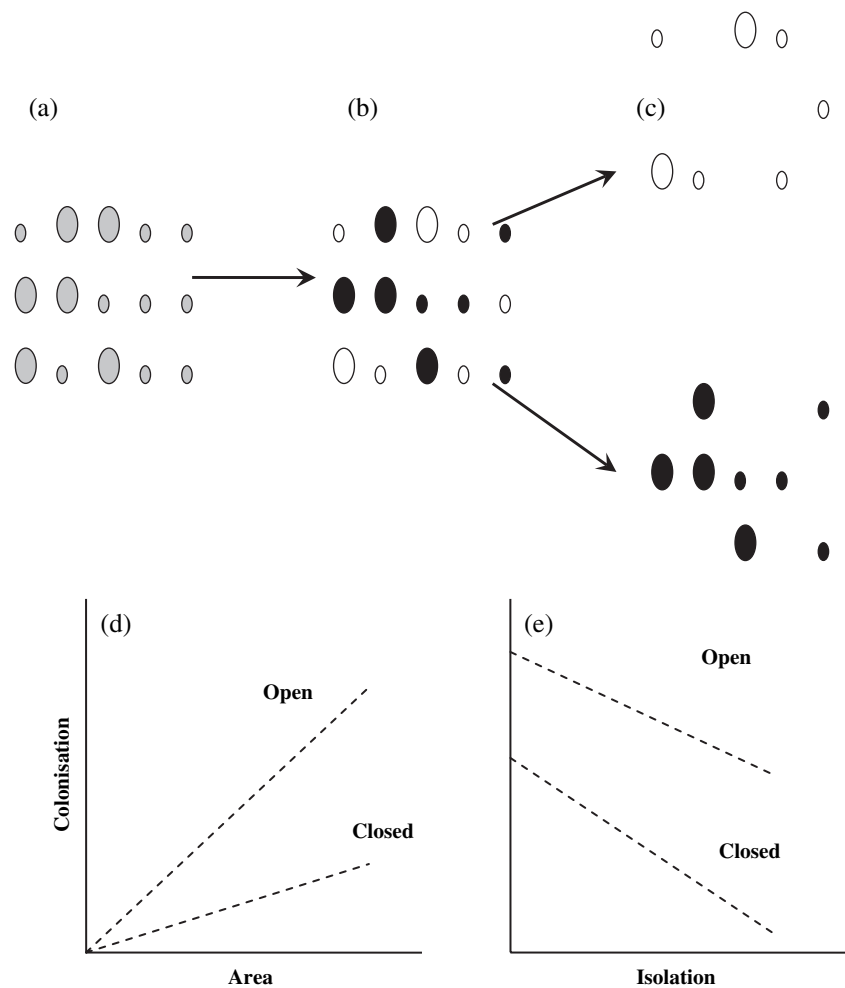 (a)
(b)
(c)
(d)
Open
Closed
Colonisation
Area
(e)
Open
Closed
Isolation